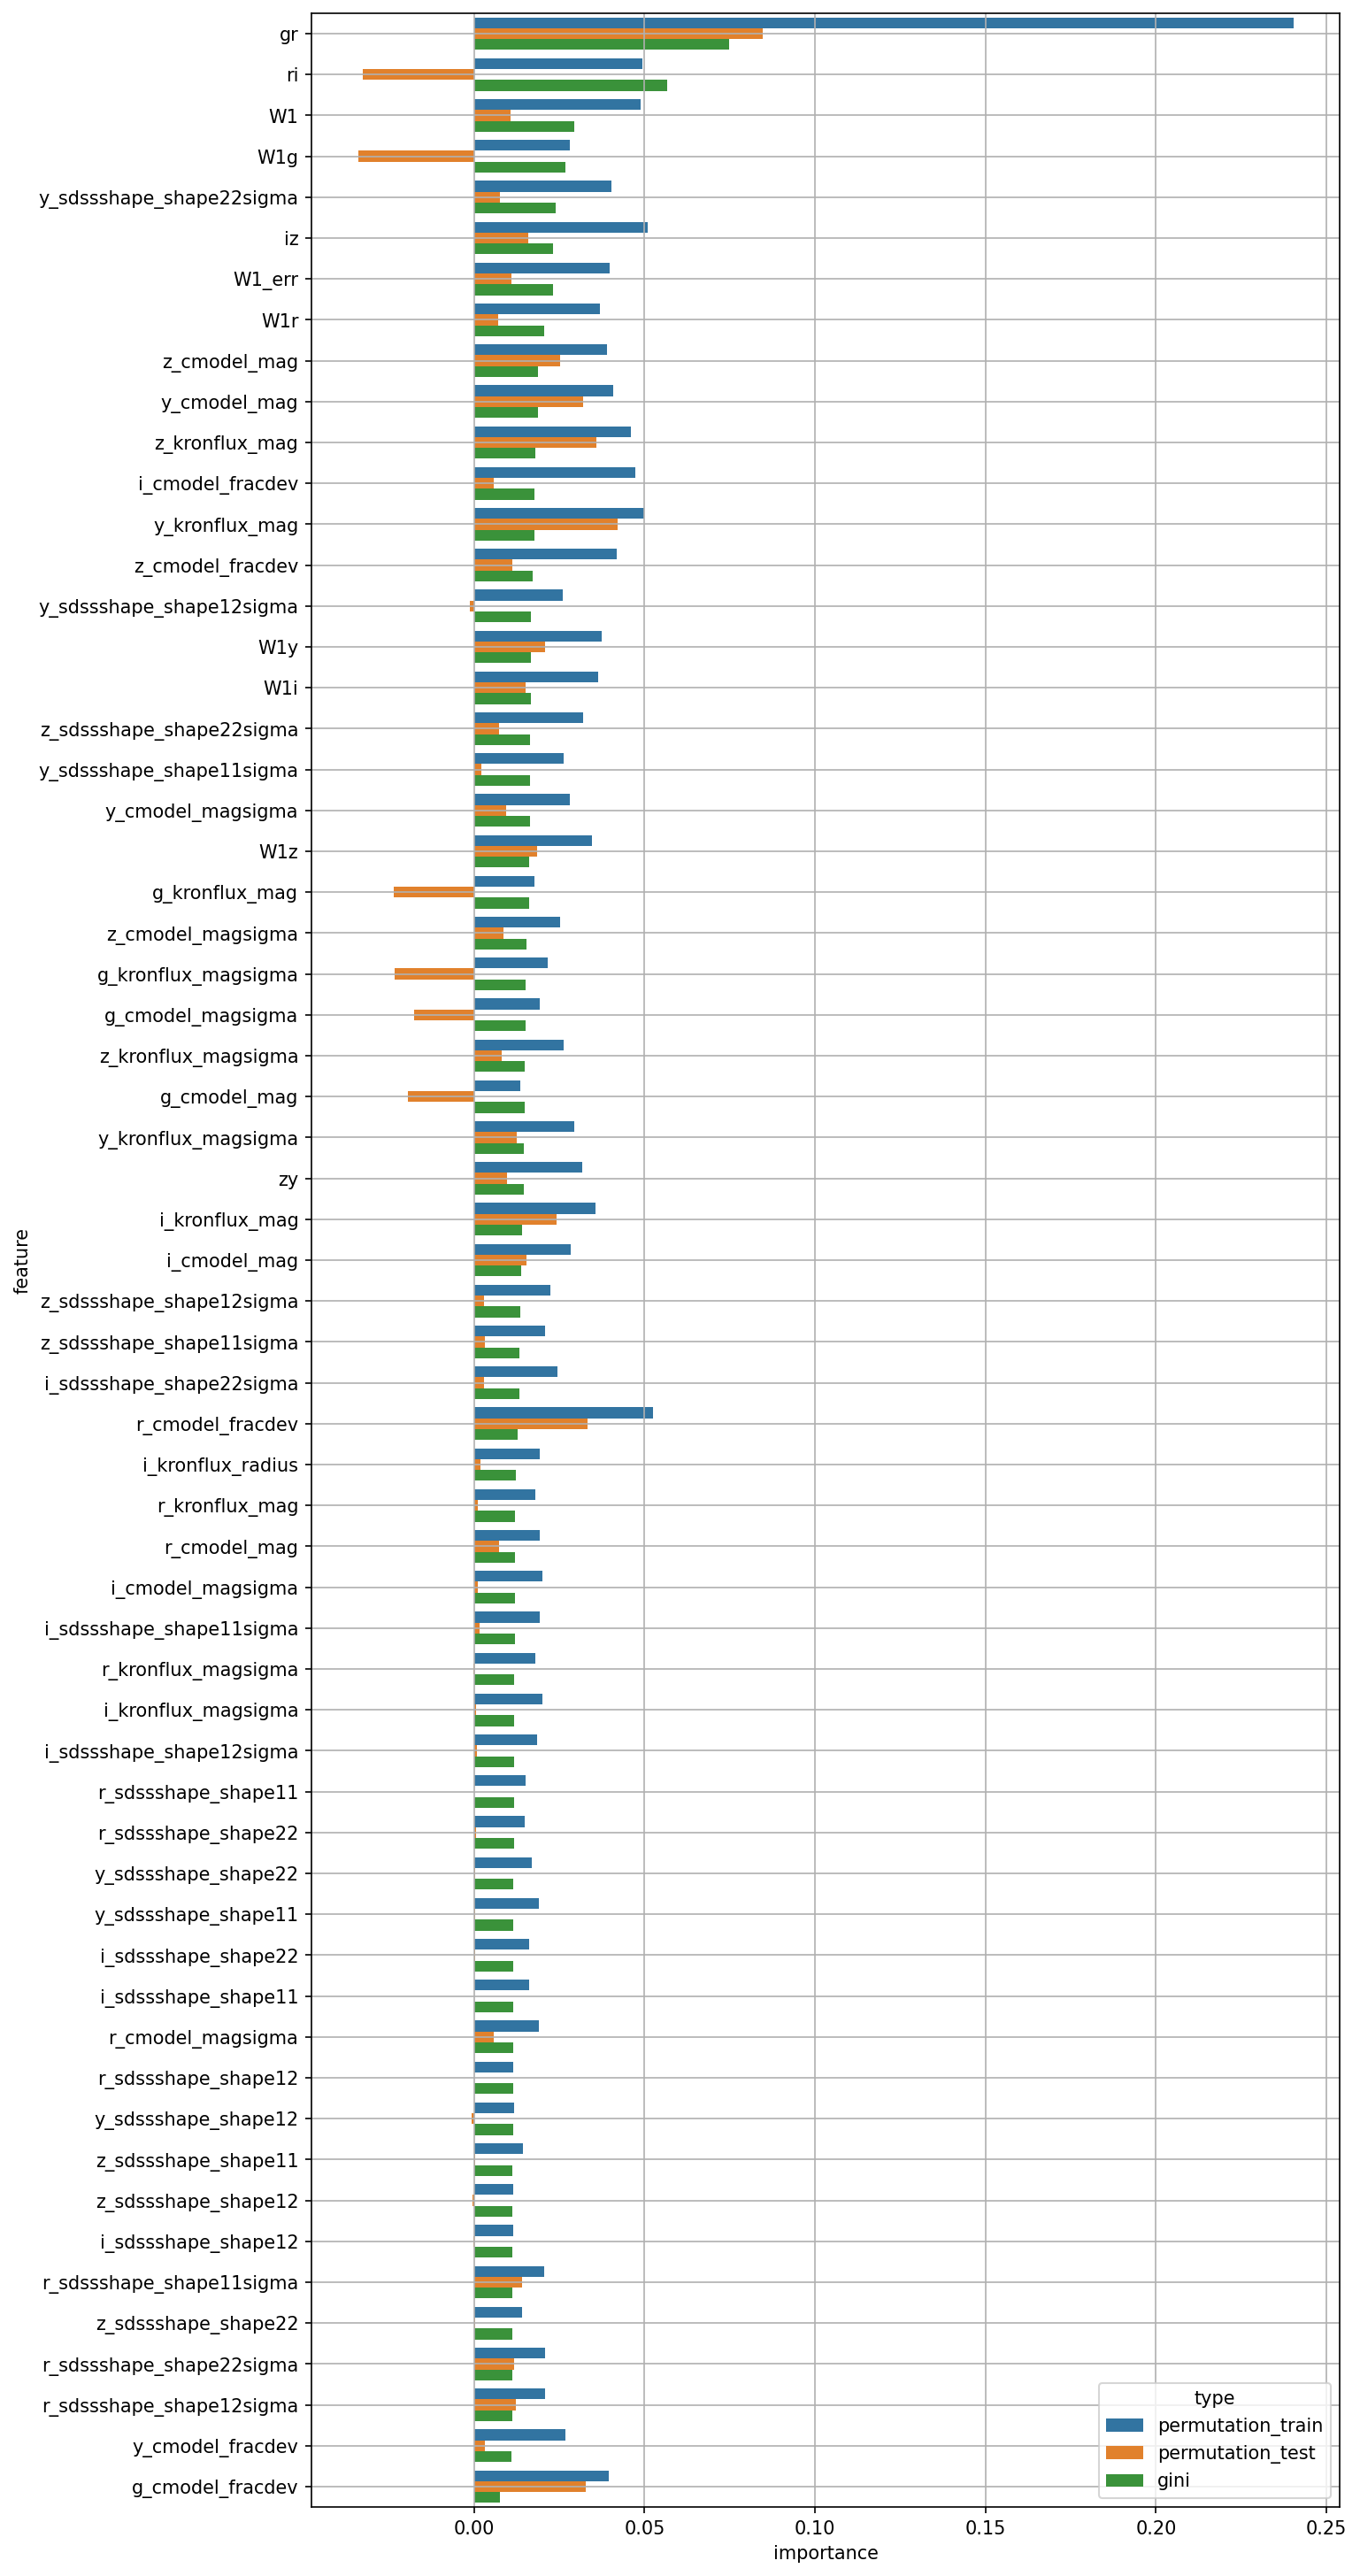 gr
ri
W1
W1g
y_sdssshape_shape22sigma
iz
W1_err
W1r
z_cmodel_mag
y_cmodel_mag
z_kronflux_mag
i_cmodel_fracdev
y_kronflux_mag
z_cmodel_fracdev
y_sdssshape_shape12sigma
W1y
W1i
z_sdssshape_shape22sigma
y_sdssshape_shape11sigma
y_cmodel_magsigma
W1z
g_kronflux_mag
z_cmodel_magsigma
g_kronflux_magsigma
g_cmodel_magsigma
z_kronflux_magsigma
g_cmodel_mag
y_kronflux_magsigma
zy
i_kronflux_mag
i_cmodel_mag
z_sdssshape_shape12sigma
z_sdssshape_shape11sigma
i_sdssshape_shape22sigma
r_cmodel_fracdev
i_kronflux_radius
r_kronflux_mag
r_cmodel_mag
i_cmodel_magsigma
i_sdssshape_shape11sigma
r_kronflux_magsigma
i_kronflux_magsigma
i_sdssshape_shape12sigma
r_sdssshape_shape11
r_sdssshape_shape22
y_sdssshape_shape22
y_sdssshape_shape11
i_sdssshape_shape22
i_sdssshape_shape11
r_cmodel_magsigma
r_sdssshape_shape12
y_sdssshape_shape12
z_sdssshape_shape11
z_sdssshape_shape12
i_sdssshape_shape12
r_sdssshape_shape11sigma
z_sdssshape_shape22
r_sdssshape_shape22sigma
r_sdssshape_shape12sigma
y_cmodel_fracdev
g_cmodel_fracdev
feature
type
permutation_train
permutation_test
gini
0.00 0.05 0.10 0.15 0.20 0.25
importance